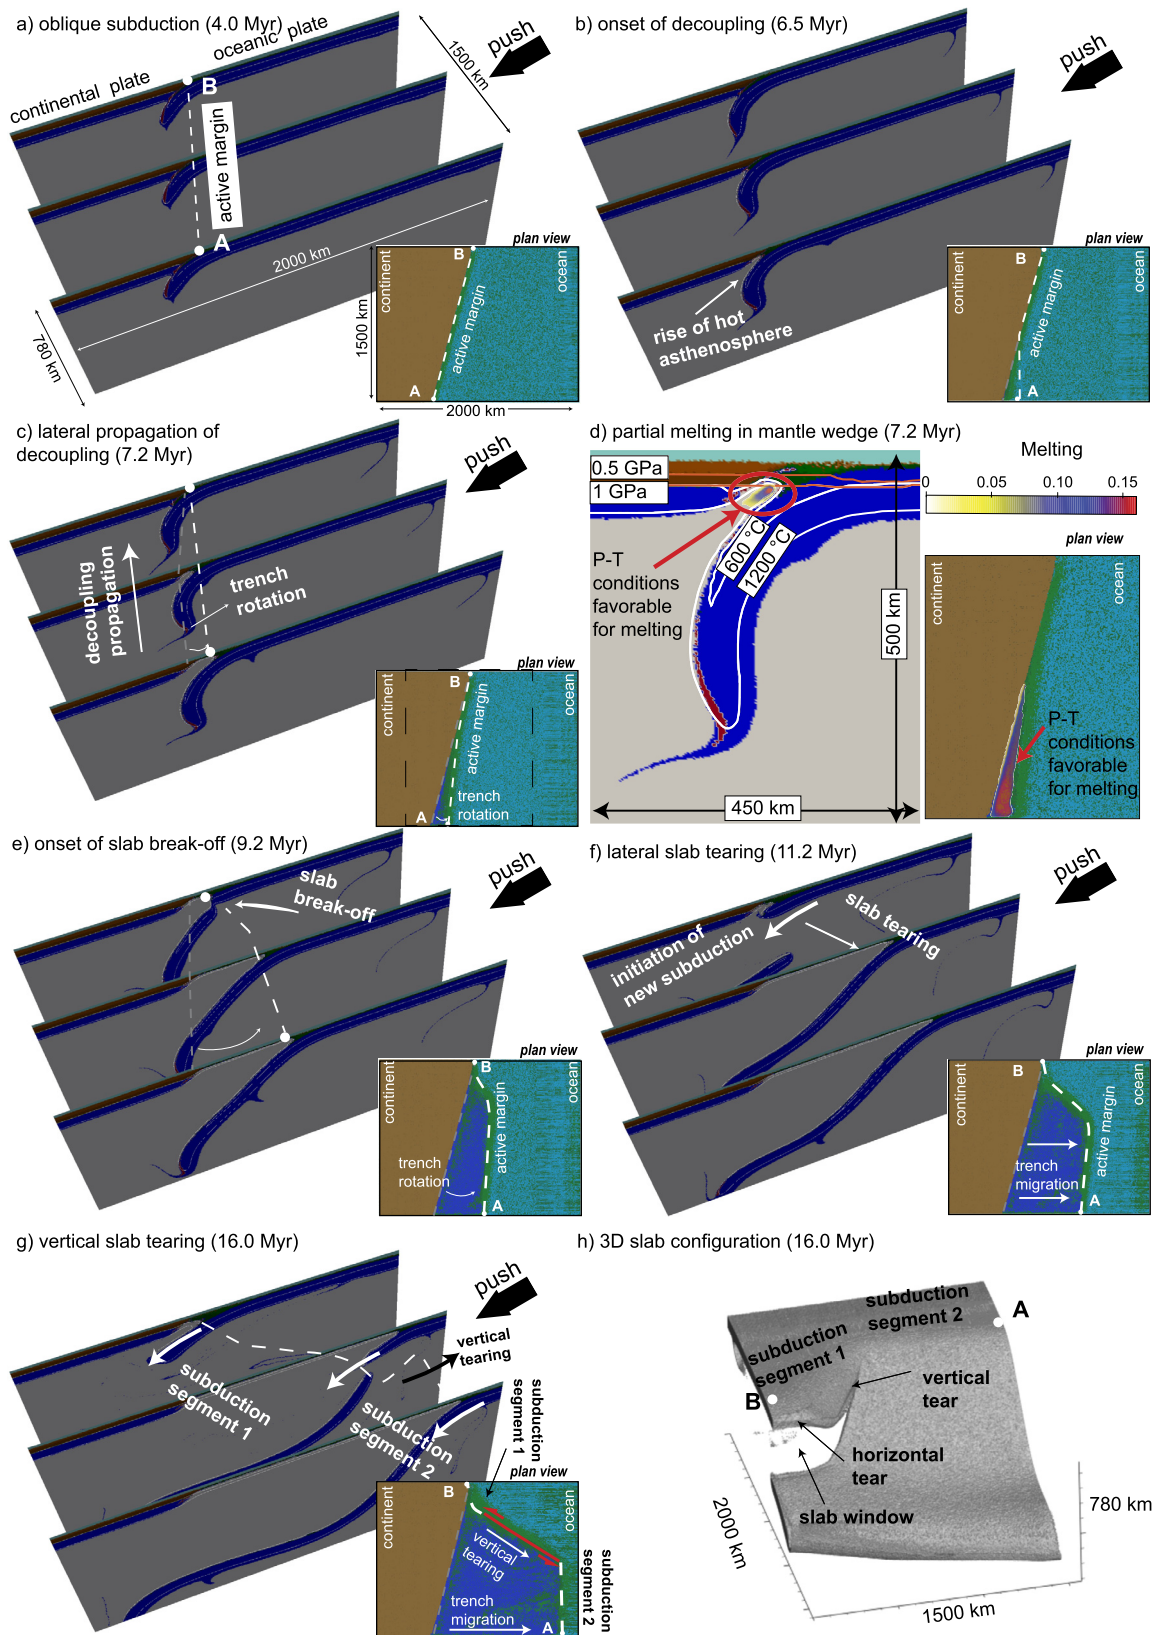 a) oblique subduction (4.0 Myr)
oceanic plate
continental plate
B
A
active margin
1500 km
push
2000 km
780 km
plan view
continent
B
ocean
active margin
A
1500 km
2000 km
b) onset of decoupling (6.5 Myr)
push
rise of hot
asthenosphere
plan view
continent
B
ocean
active margin
A
c) lateral propagation of
decoupling (7.2 Myr)
push
decoupling
propagation
trench
rotation
plan view
continent
B
ocean
active margin
trench
rotation
A
d) partial melting in mantle wedge (7.2 Myr)
0.5 GPa
1 GPa
600 °C
1200 °C
P-T
conditions
favorable
for melting
500 km
450 km
Melting
0 0.05 0.10 0.15
plan view
continent
ocean
P-T
conditions
favorable
for melting
e) onset of slab break-off (9.2 Myr)
slab
break-off
push
plan view
continent
B
ocean
active margin
trench
rotation
A
f) lateral slab tearing (11.2 Myr)
push
slab tearing
initiation of
new subduction
plan view
continent
B
ocean
active margin
trench
migration
A
g) vertical slab tearing (16.0 Myr)
push
vertical
tearing
subduction
segment 1
subduction
segment 2
subduction
segment 1
plan view
continent
B
ocean
vertical
tearing
trench
migration
A
subduction
segment 2
h) 3D slab configuration (16.0 Myr)
subduction
segment 2
A
subduction
segment 1
B
vertical
tear
horizontal
tear
slab window
2000 km
1500 km
780 km